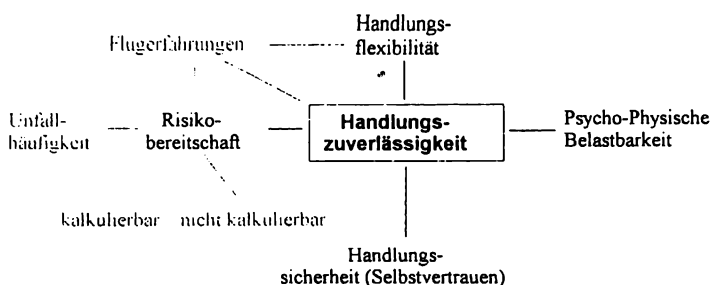 Handlungs-
flexibilität
Flugerfahrungen
Unfall-
häufigkeit
Risiko-
bereitschaft
Handlungs-
zuverlässigkeit
Psycho-Physische
Belastbarkeit
kalkulierbar nicht kalkulierbar
Handlungs-
sicherheit (Selbstvertrauen)